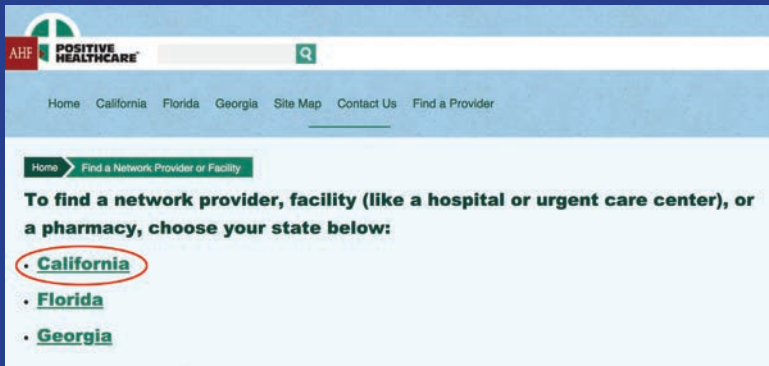 AHF POSITIVE
HEALTHCARE
Home California Florida Georgia Site Map Contact Us Find a Provider
Home Find a Network Provider or Facility
To find a network provider, facility (like a hospital or urgent care center), or
a pharmacy, choose your state below:
• California
• Florida
• Georgia